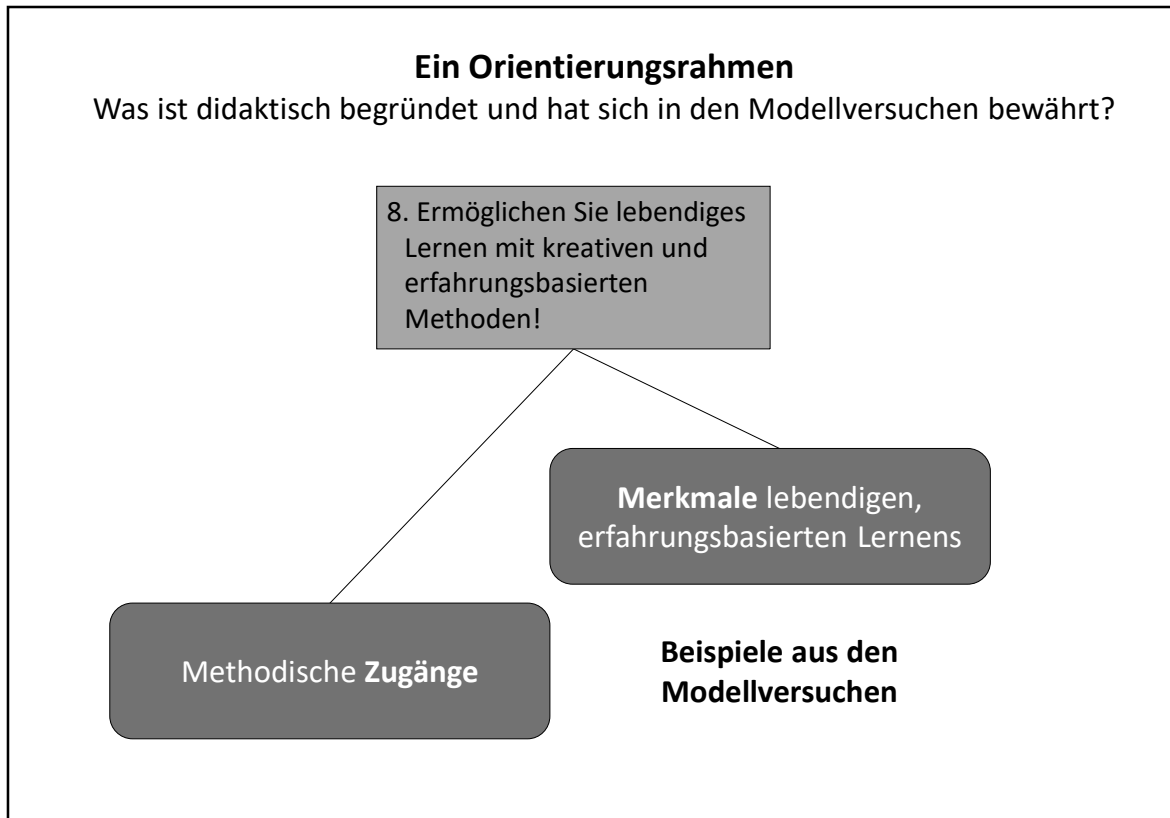 Ein Orientierungsrahmen
Was ist didaktisch begründet und hat sich in den Modellversuchen bewährt?
8. Ermöglichen Sie lebendiges
Lernen mit kreativen und
erfahrungsbasierten
Methoden!
Merkmale lebendigen,
erfahrungsbasierten Lernens
Methodische Zugänge
Beispiele aus den
Modellversuchen